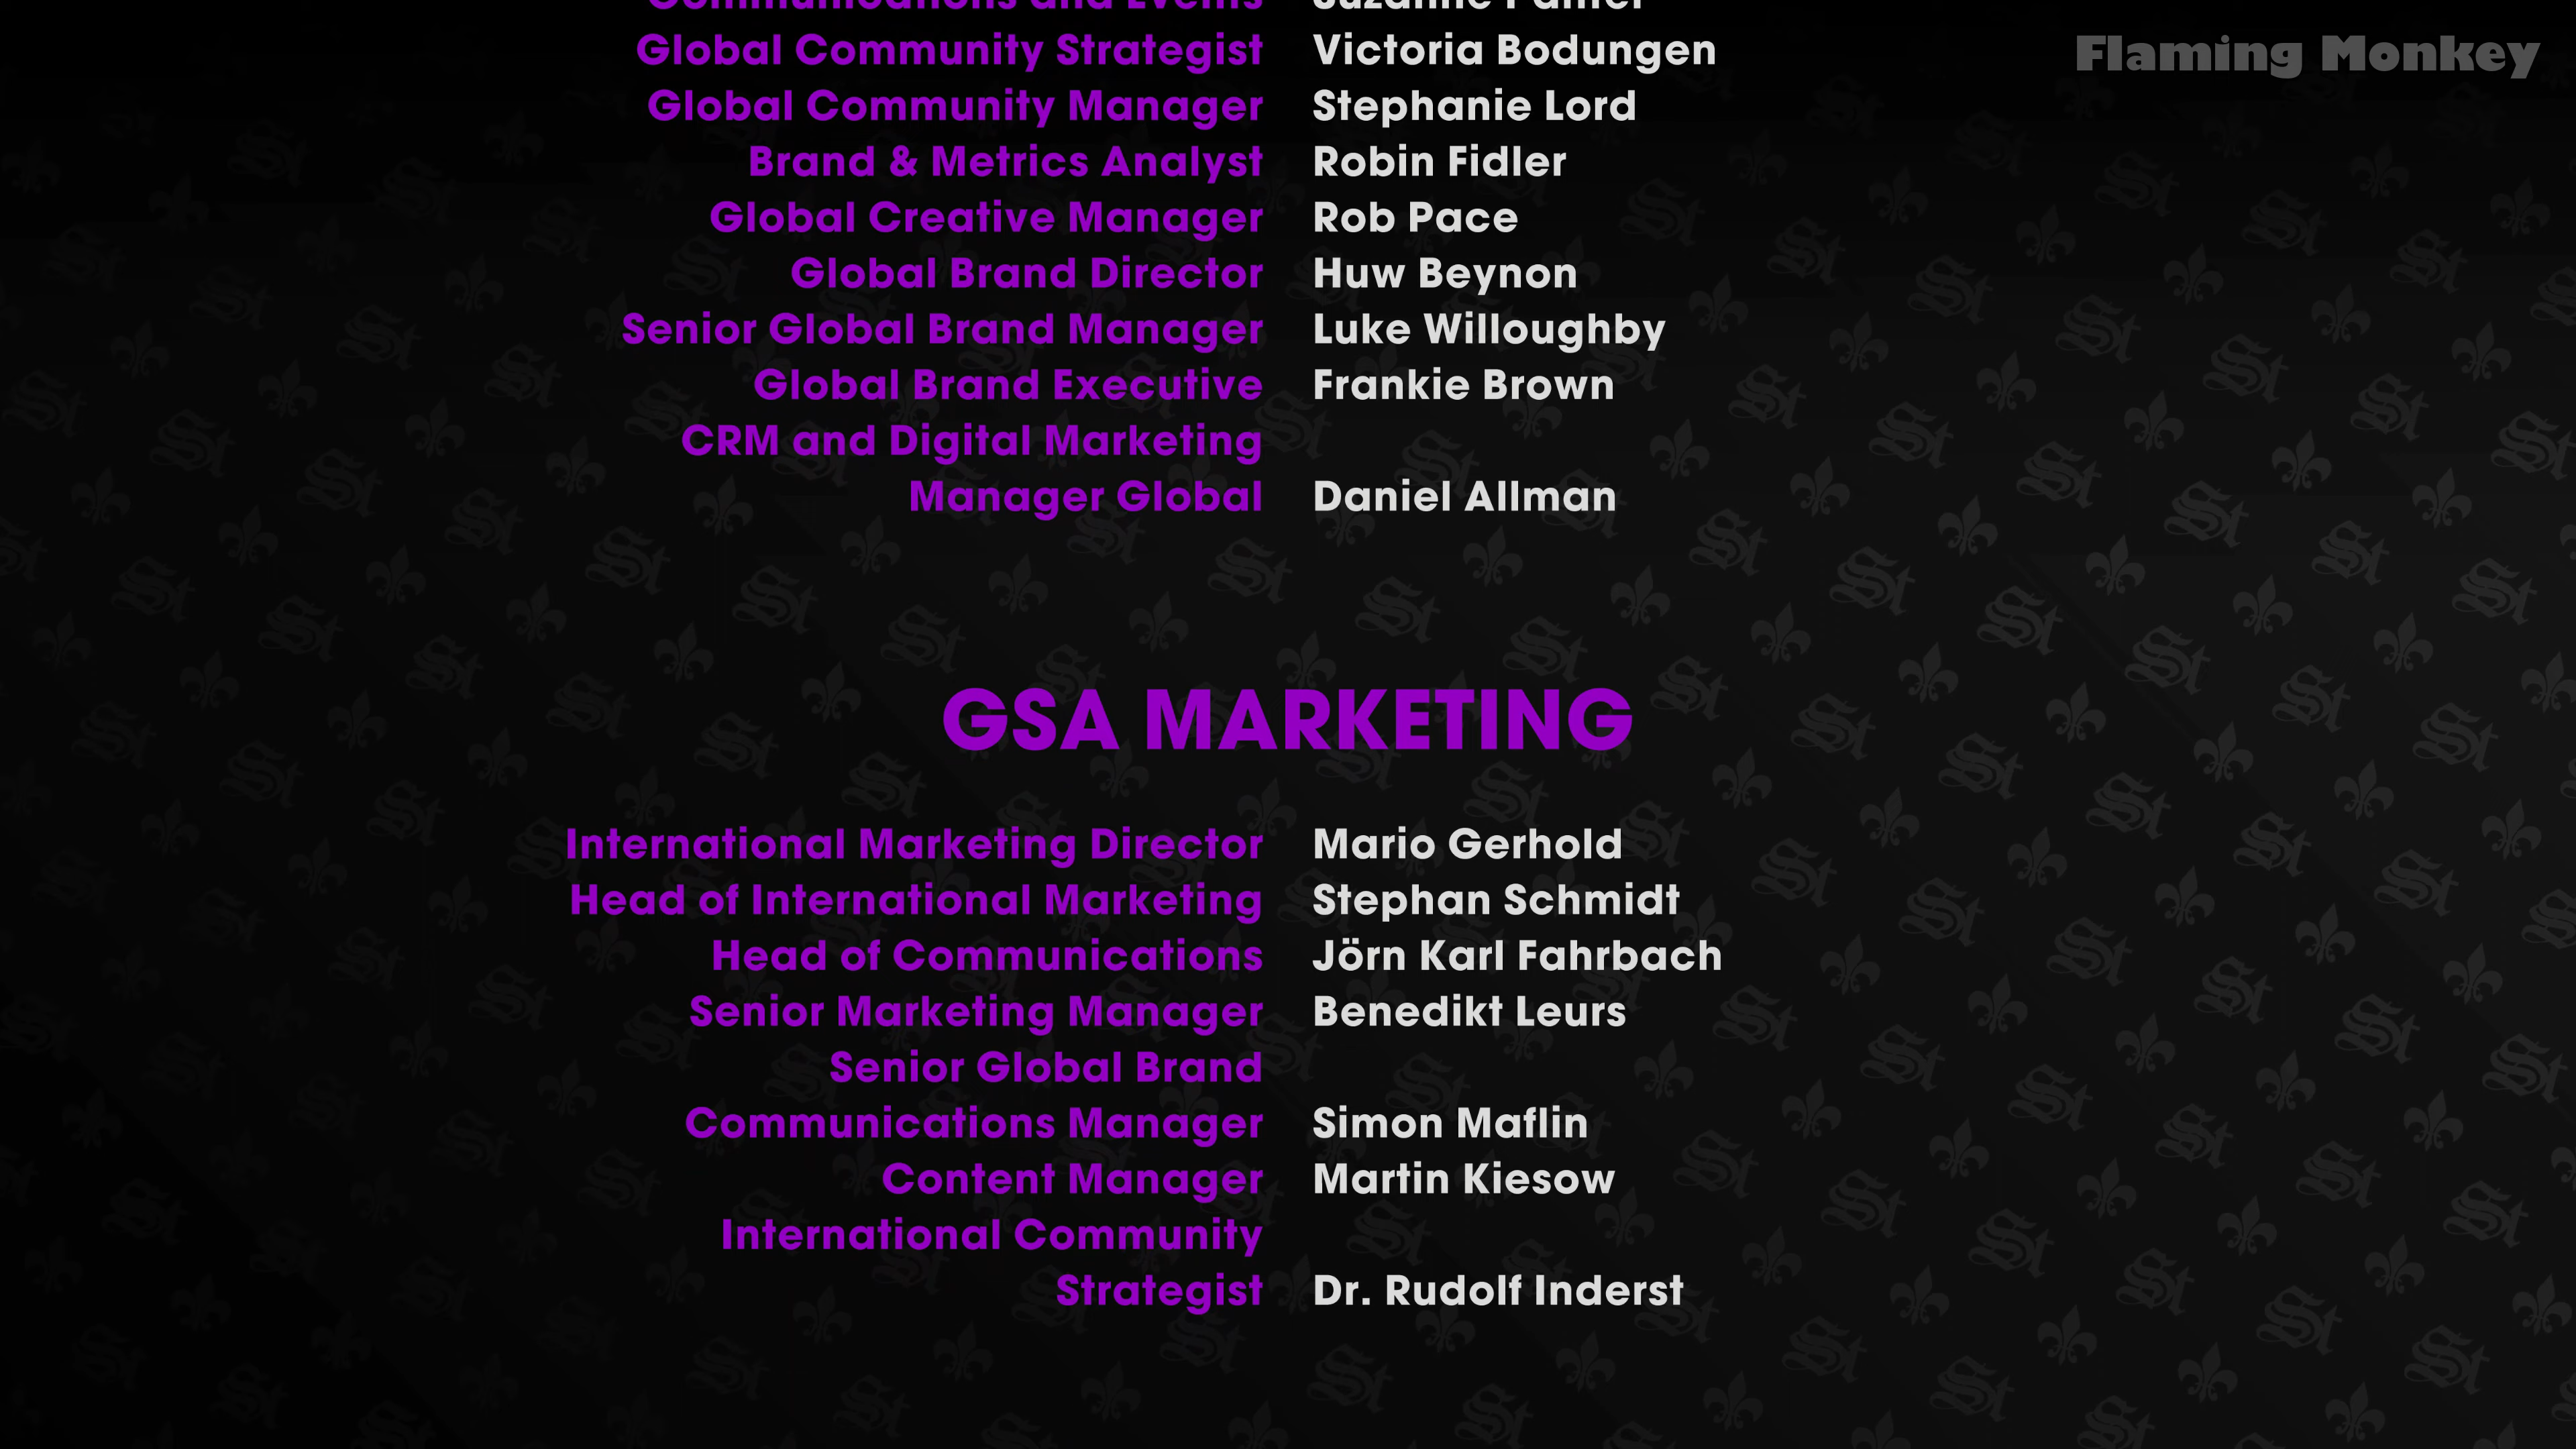 Communications and Events
Flaming Monkey
Global Community Strategist Victoria Bodungen
Global Community Manager Stephanie Lord
Brand & Metrics Analyst Robin Fidler
Global Creative Manager Rob Pace
Global Brand Director Huw Beynon
Senior Global Brand Manager Luke Willoughby
Global Brand Executive Frankie Brown
CRM and Digital Marketing
Manager Global Daniel Allman
GSA MARKETING
International Marketing Director Mario Gerhold
Head of International Marketing Stephan Schmidt
Head of Communications Jörn Karl Fahrbach
Senior Marketing Manager Benedikt Leurs
Senior Global Brand
Communications Manager Simon Maflin
Content Manager Martin Kiesow
International Community
Strategist Dr. Rudolf Inderst